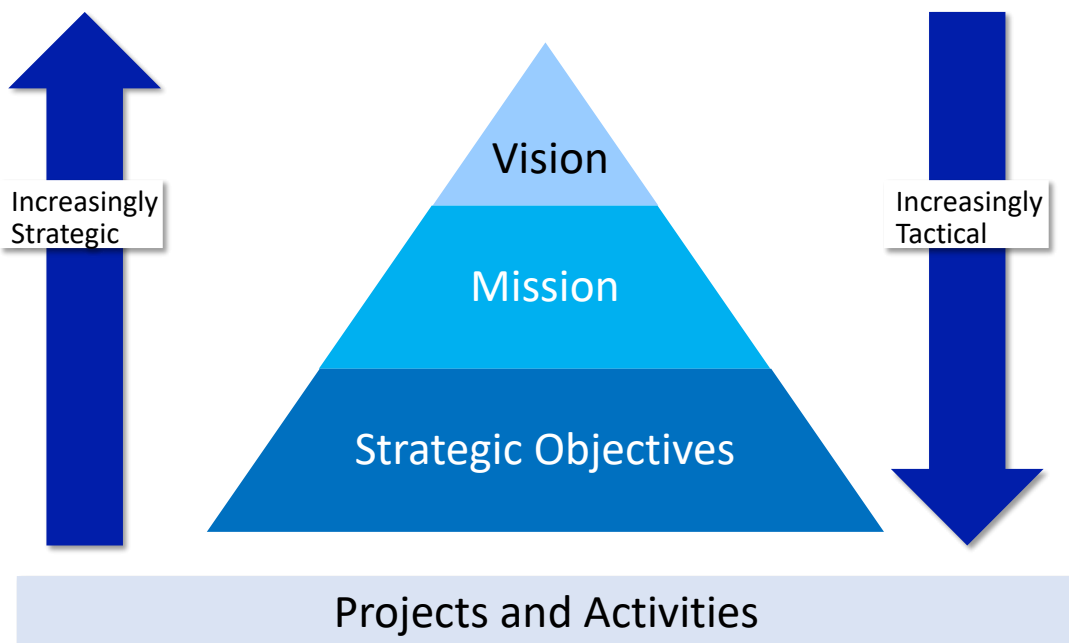 Vision
Increasingly
Strategic
Increasingly
Tactical
Mission
Strategic Objectives
Projects and Activities